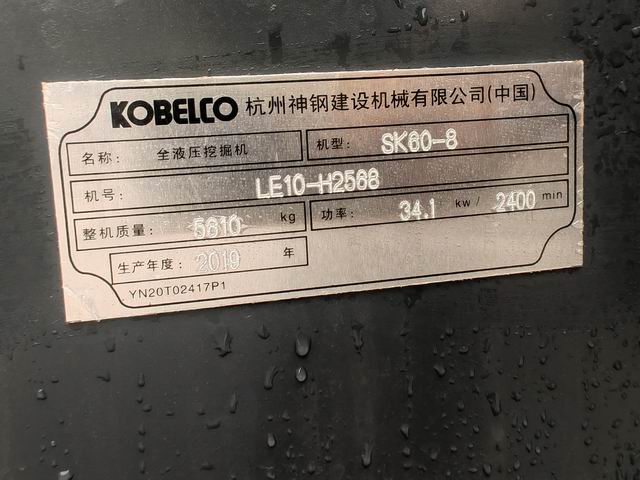 KOBELCO 杭州神钢建设机械有限公司(中国)
名称: 全液压挖掘机 机型: SK60-8
机号: LE10-H2568
整机质量: 5610 kg 功率: 34.1 kw/ 2400 min
生产年度: 2019 年
YN20T02417P1